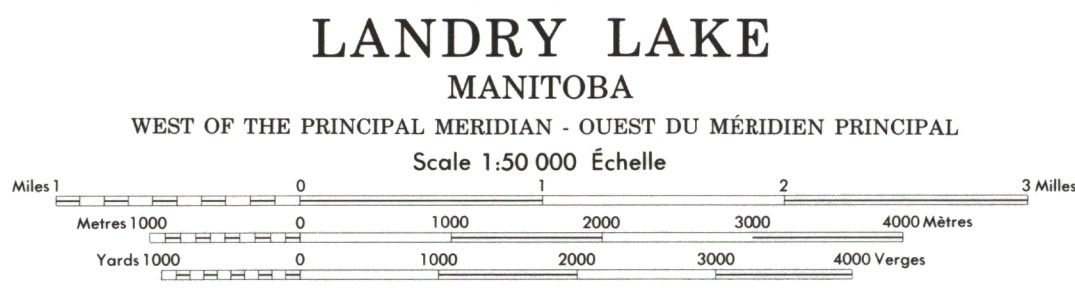 LANDRY LAKE
MANITOBA
WEST OF THE PRINCIPAL MERIDIAN - OUEST DU MÉRIDIEN PRINCIPAL
Scale 1:50 000 Échelle
Miles 1 0 1 2 3 Milles
Metres 1000 0 1000 2000 3000 4000 Mètres
Yards 1000 0 1000 2000 3000 4000 Verges